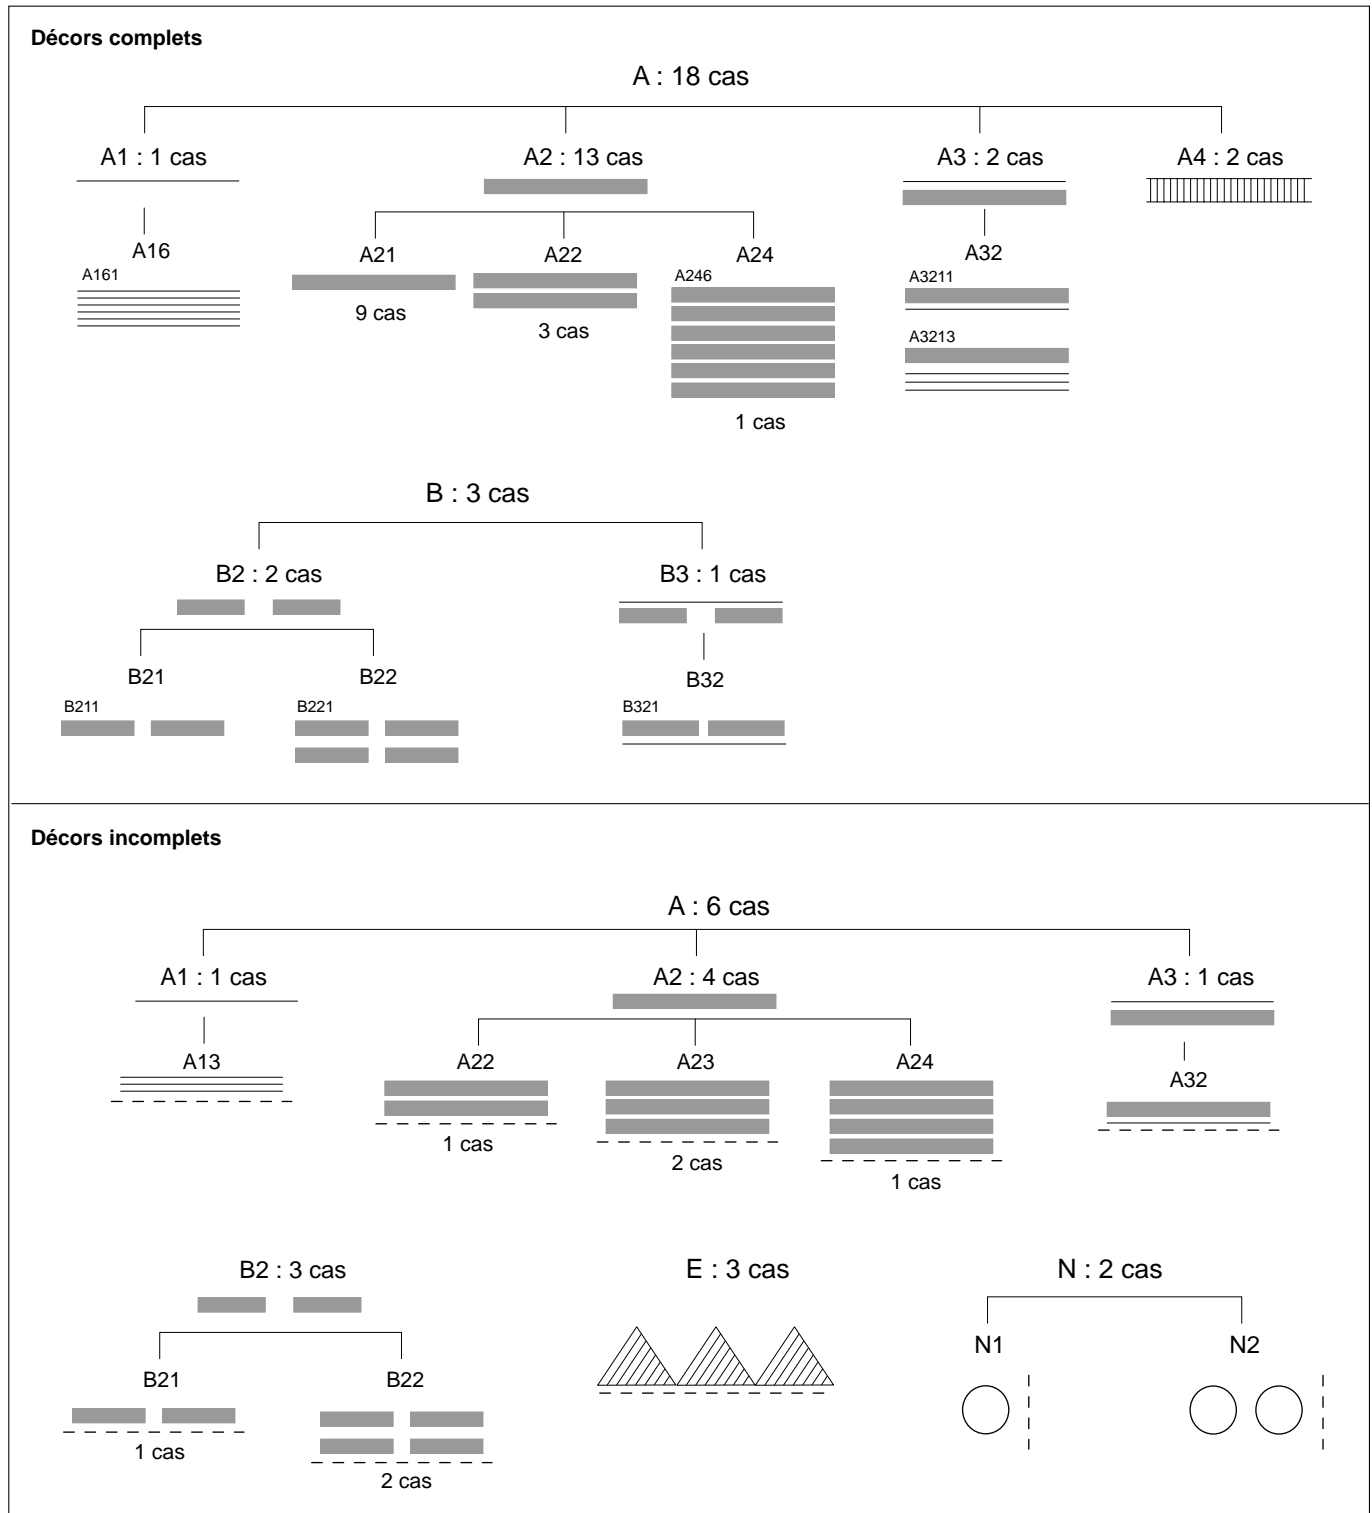 Décors complets
A : 18 cas
A1 : 1 cas
A2 : 13 cas
A3 : 2 cas
A4 : 2 cas
A16
A21
A22
A24
A32
A161
A246
A3211
9 cas
3 cas
A3213
1 cas
B : 3 cas
B2 : 2 cas
B3 : 1 cas
B21
B22
B32
B211
B221
B321
Décors incomplets
A : 6 cas
A1 : 1 cas
A2 : 4 cas
A3 : 1 cas
A13
A22
A23
A24
A32
1 cas
2 cas
1 cas
B2 : 3 cas
E : 3 cas
N : 2 cas
N1
N2
B21
B22
1 cas
2 cas